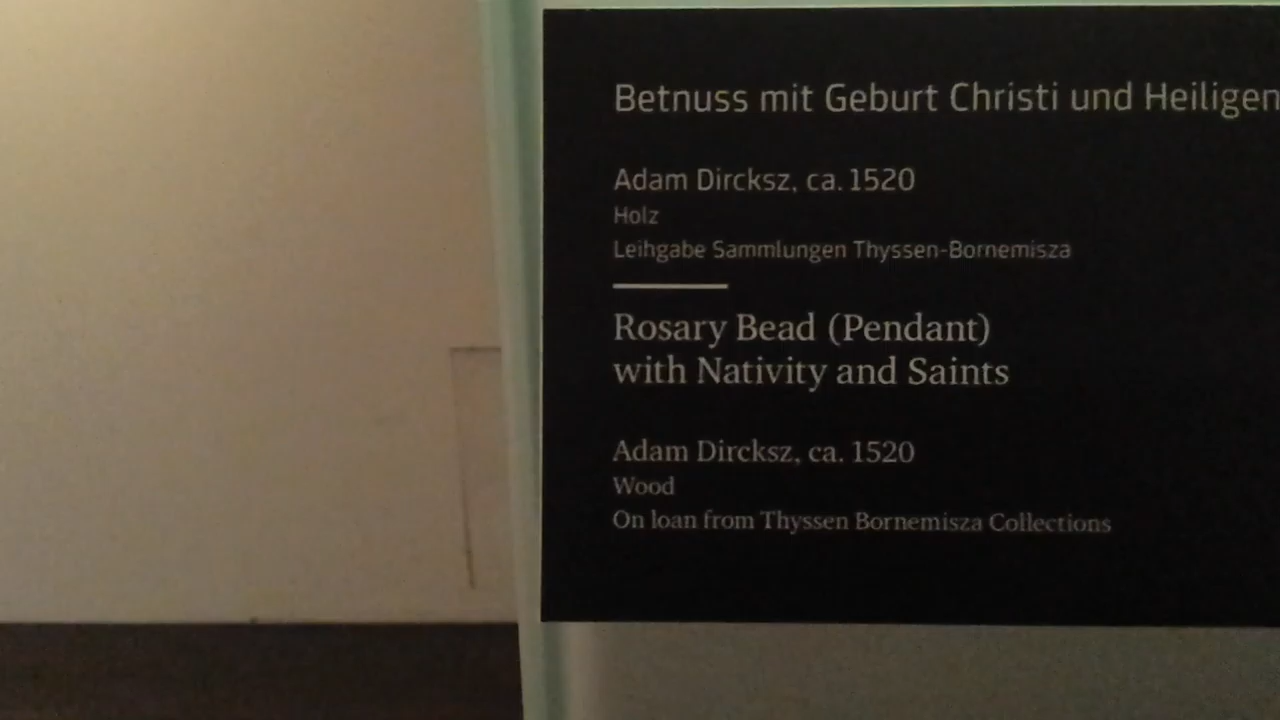 Betnuss mit Geburt Christi und Heiligen
Adam Dircksz, ca. 1520
Holz
Leihgabe Sammlungen Thyssen-Bornemisza
Rosary Bead (Pendant)
with Nativity and Saints
Adam Dircksz, ca. 1520
Wood
On loan from Thyssen Bornemisza Collections